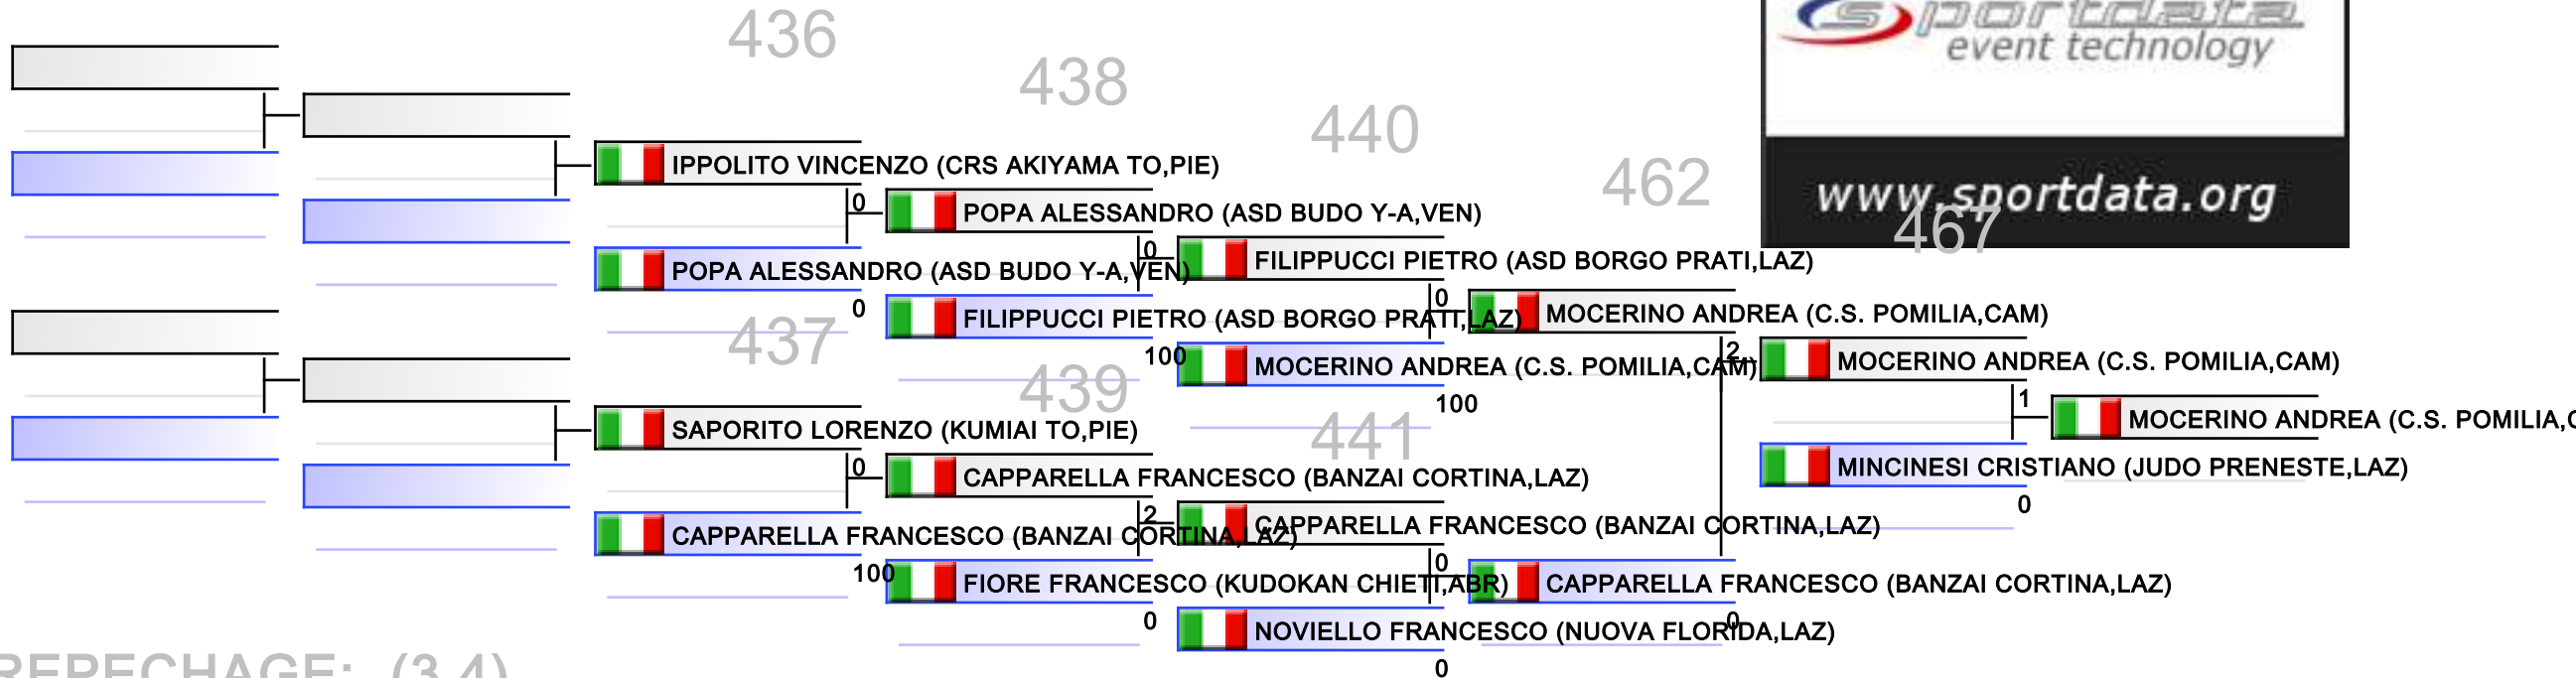 sportdata
event technology
www.sportdata.org
436
438
440
462
467
IPPOLITO VINCENZO (CRS AKIYAMA TO,PIE)
0
POPA ALESSANDRO (ASD BUDO Y-A,VEN)
0
FILIPPUCCI PIETRO (ASD BORGO PRATI,LAZ)
POPA ALESSANDRO (ASD BUDO Y-A,VEN)
0
0
MOCERINO ANDREA (C.S. POMILIA,CAM)
FILIPPUCCI PIETRO (ASD BORGO PRATI,LAZ)
437
100
2
MOCERINO ANDREA (C.S. POMILIA,CAM)
MOCERINO ANDREA (C.S. POMILIA,CAM)
439
100
1
MOCERINO ANDREA (C.S. POMILIA,C
441
SAPORITO LORENZO (KUMIAI TO,PIE)
0
CAPPARELLA FRANCESCO (BANZAI CORTINA,LAZ)
MINCINESI CRISTIANO (JUDO PRENESTE,LAZ)
0
2
CAPPARELLA FRANCESCO (BANZAI CORTINA,LAZ)
CAPPARELLA FRANCESCO (BANZAI CORTINA,LAZ)
100
0
FIORE FRANCESCO (KUDOKAN CHIETI,ABR)
CAPPARELLA FRANCESCO (BANZAI CORTINA,LAZ)
0
0
NOVIELLO FRANCESCO (NUOVA FLORIDA,LAZ)
0
REPECHAGE: (3,4)